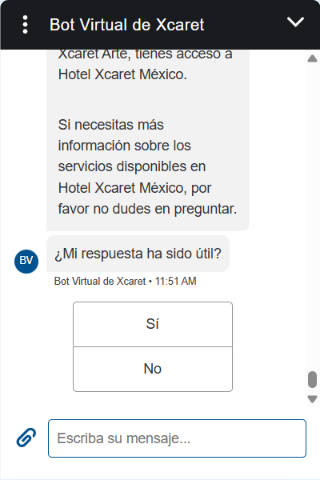 Bot Virtual de Xcaret
Xcaret Arte, tienes acceso a
Hotel Xcaret México.
Si necesitas más
información sobre los
servicios disponibles en
Hotel Xcaret México, por
favor no dudes en preguntar.
¿Mi respuesta ha sido útil?
BV
Bot Virtual de Xcaret • 11:51 AM
Sí
No
Escriba su mensaje...